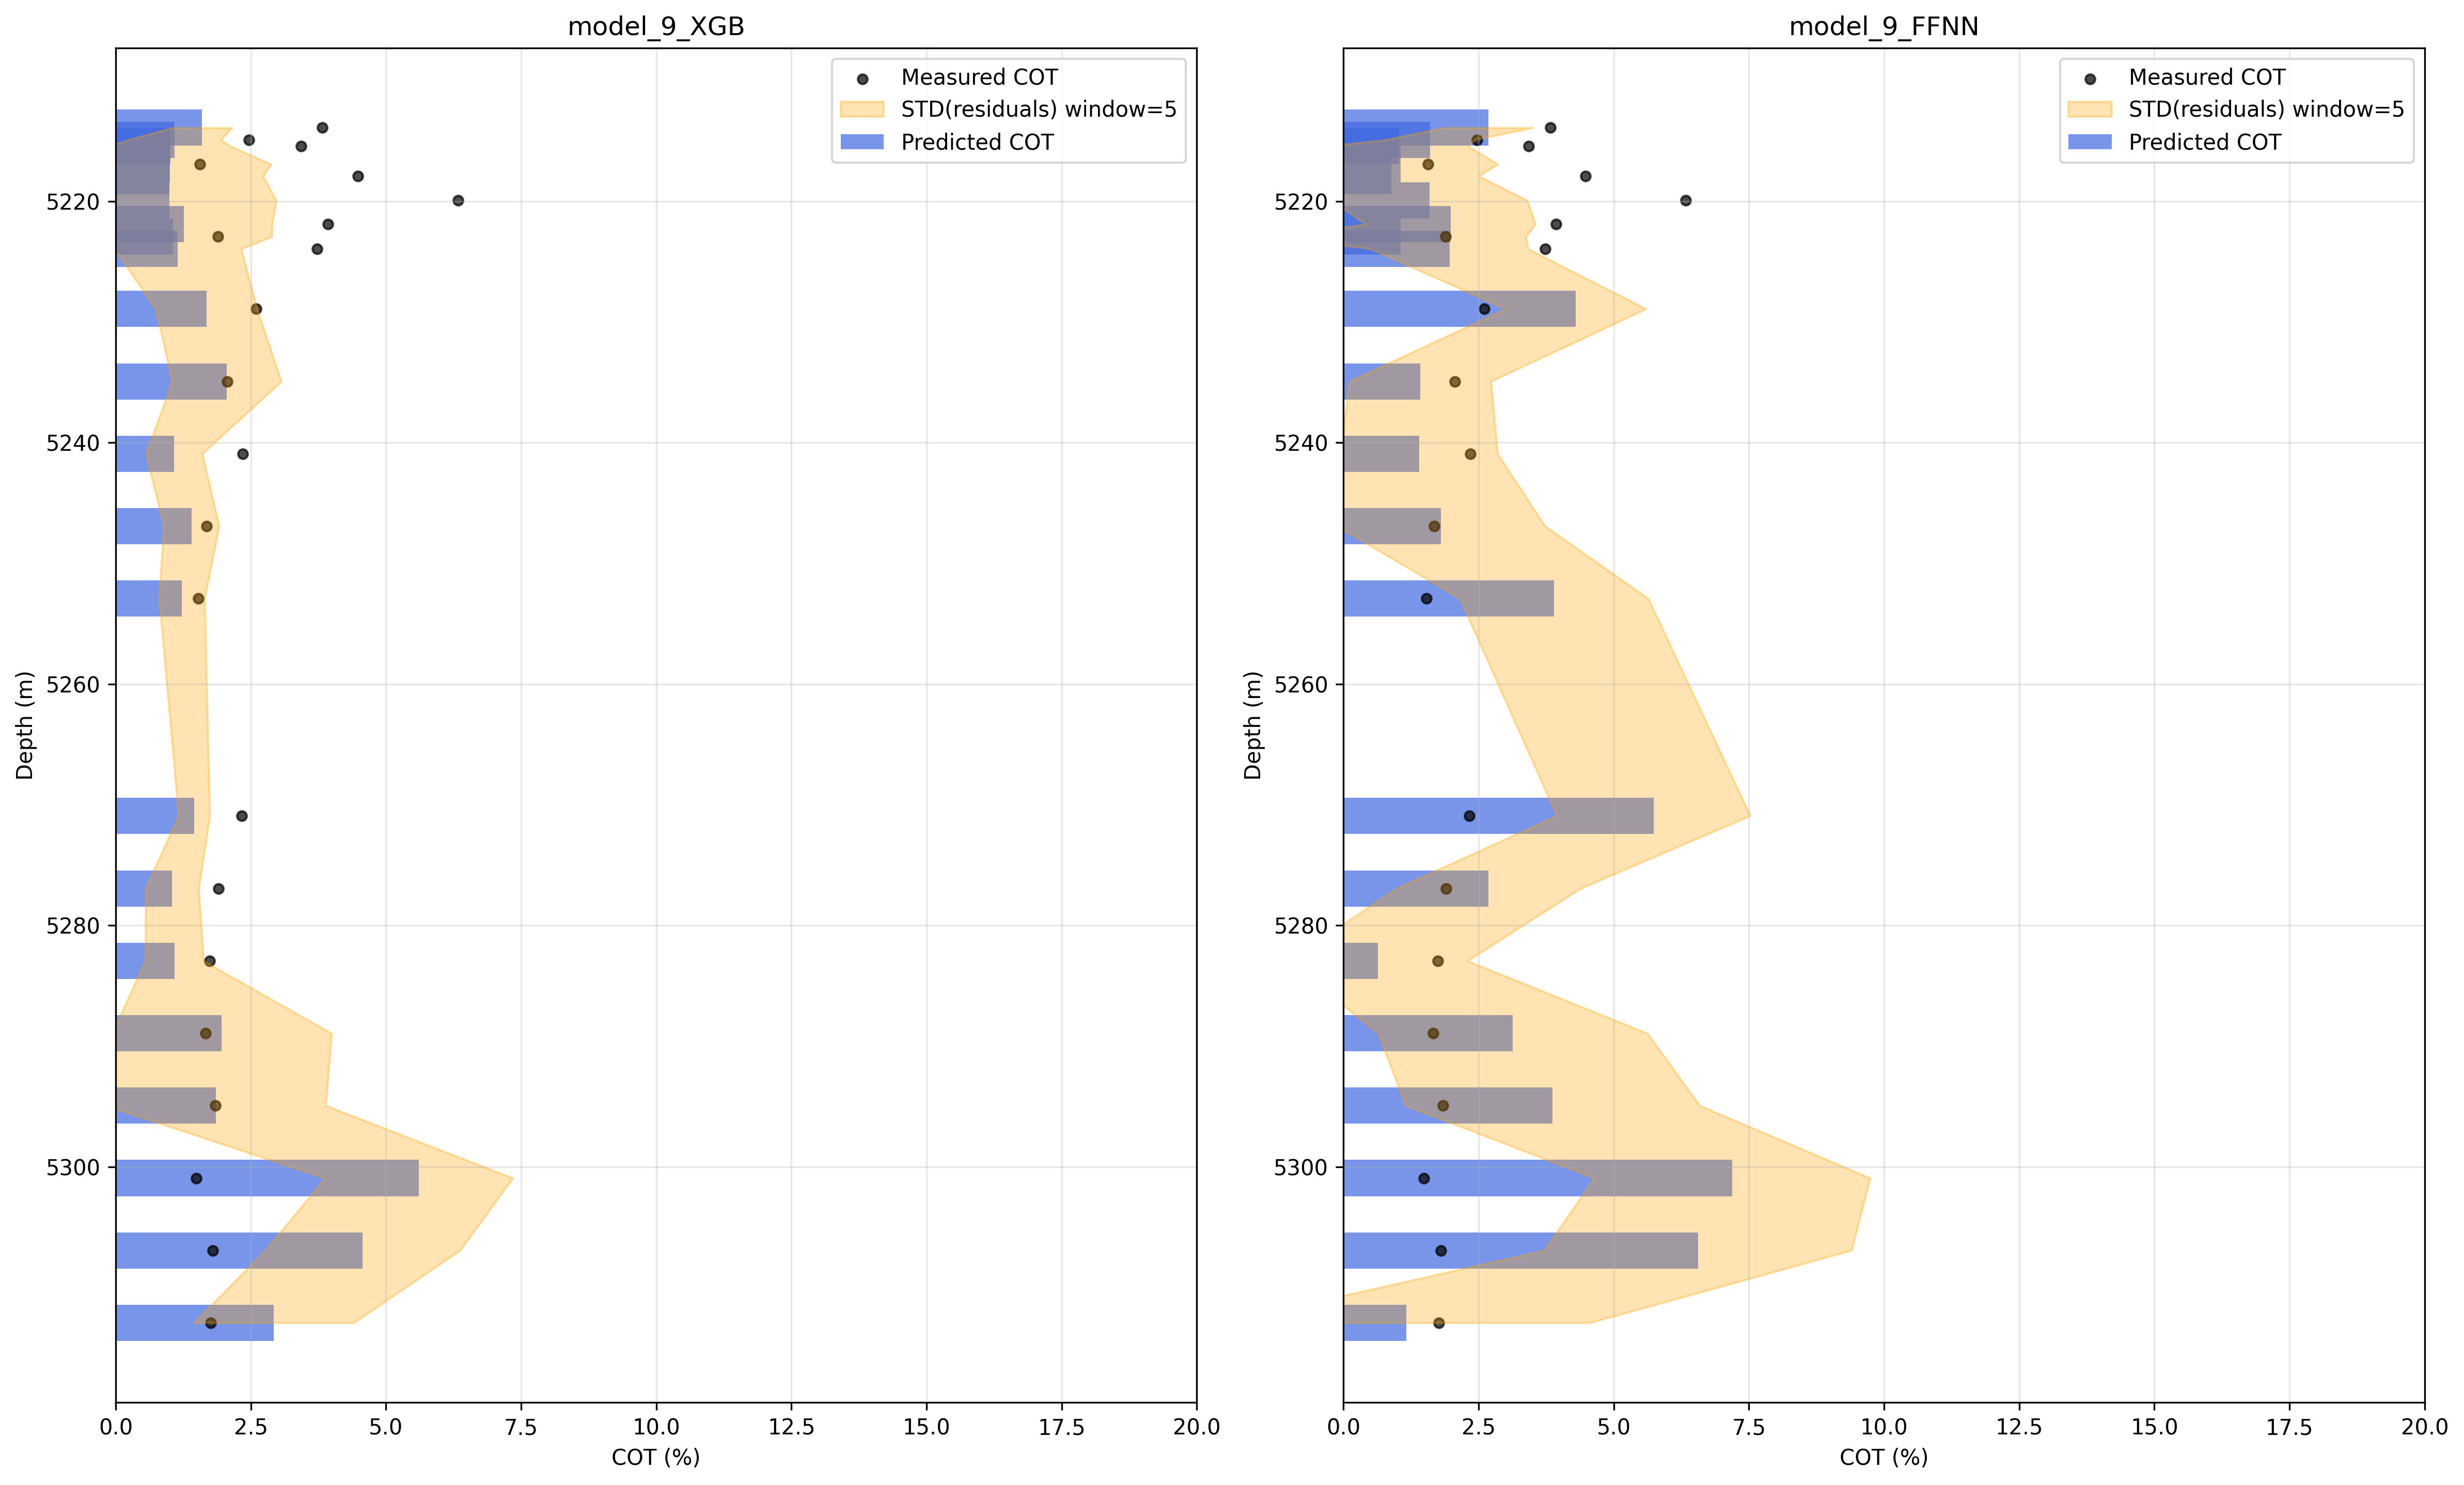 model_9_XGB
Measured COT
STD(residuals) window=5
Predicted COT
Depth (m)
5220
5240
5260
5280
5300
0.0 2.5 5.0 7.5 10.0 12.5 15.0 17.5 20.0
COT (%)
model_9_FFNN
Measured COT
STD(residuals) window=5
Predicted COT
Depth (m)
5220
5240
5260
5280
5300
0.0 2.5 5.0 7.5 10.0 12.5 15.0 17.5 20.0
COT (%)